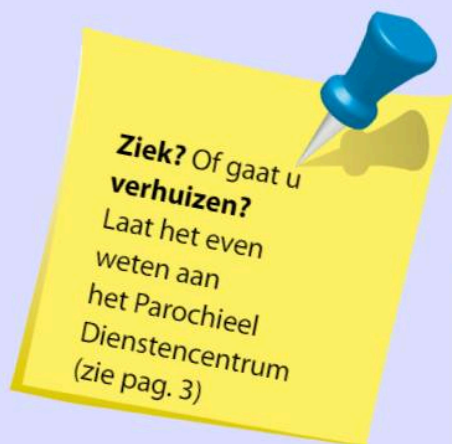 Ziek? Of gaat u
verhuizen?
Laat het even
weten aan
het Parochieel
Dienstencentrum
(zie pag. 3)